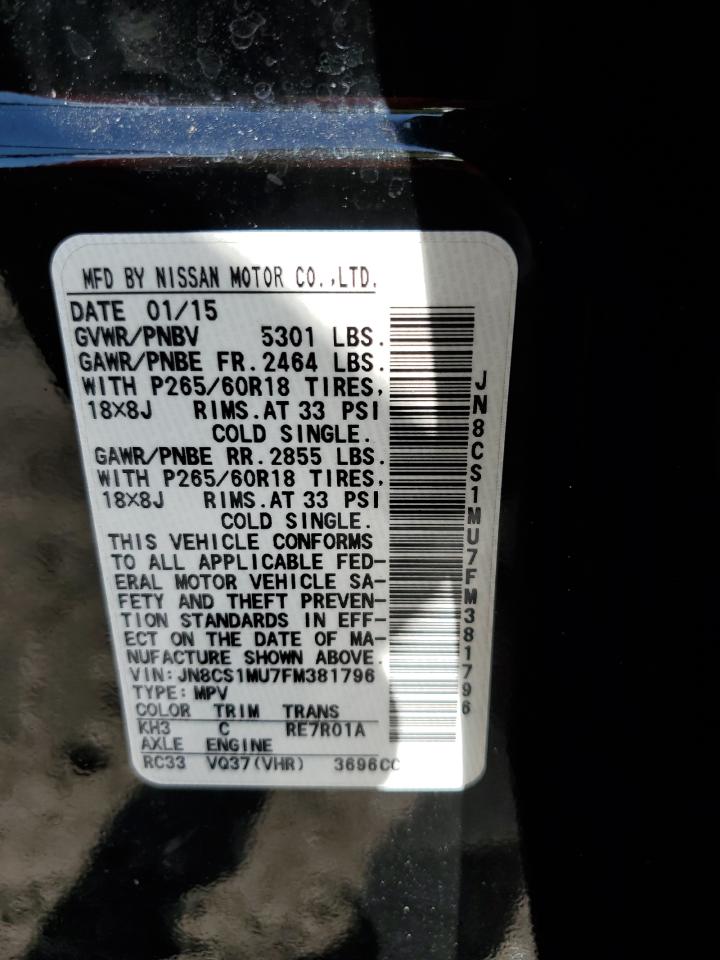 MFD BY NISSAN MOTOR CO.,LTD.
DATE 01/15
GVWR/PNBV 5301 LBS.
GAWR/PNBE FR.2464 LBS.
WITH P265/60R18 TIRES,
18×8J RIMS.AT 33 PSI
COLD SINGLE.
GAWR/PNBE RR.2855 LBS.
WITH P265/60R18 TIRES,
18×8J RIMS.AT 33 PSI
COLD SINGLE.
THIS VEHICLE CONFORMS
TO ALL APPLICABLE FED-
ERAL MOTOR VEHICLE SA-
FETY AND THEFT PREVEN-
TION STANDARDS IN EFF-
ECT ON THE DATE OF MA-
NUFACTURE SHOWN ABOVE.
VIN:JN8CS1MU7FM381796
TYPE:MPV
COLOR TRIM TRANS
KH3 C RE7R01A
AXLE ENGINE
RC33 VQ37(VHR) 3696CC
JN8CS1MU7FM381796